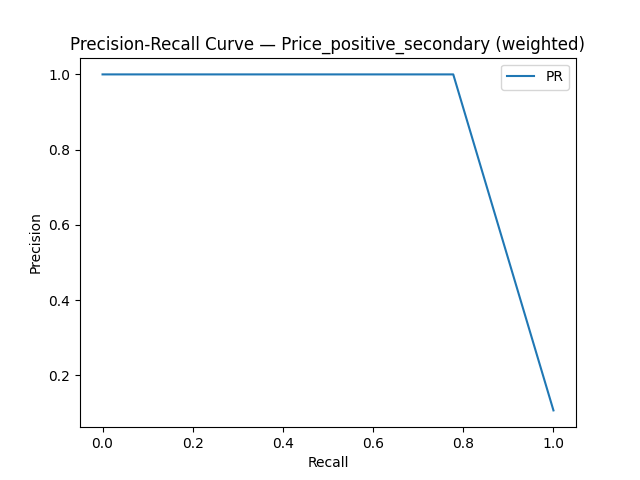 Precision-Recall Curve — Price_positive_secondary (weighted)
PR
1.0
0.8
0.6
0.4
0.2
Precision
0.0 0.2 0.4 0.6 0.8 1.0
Recall